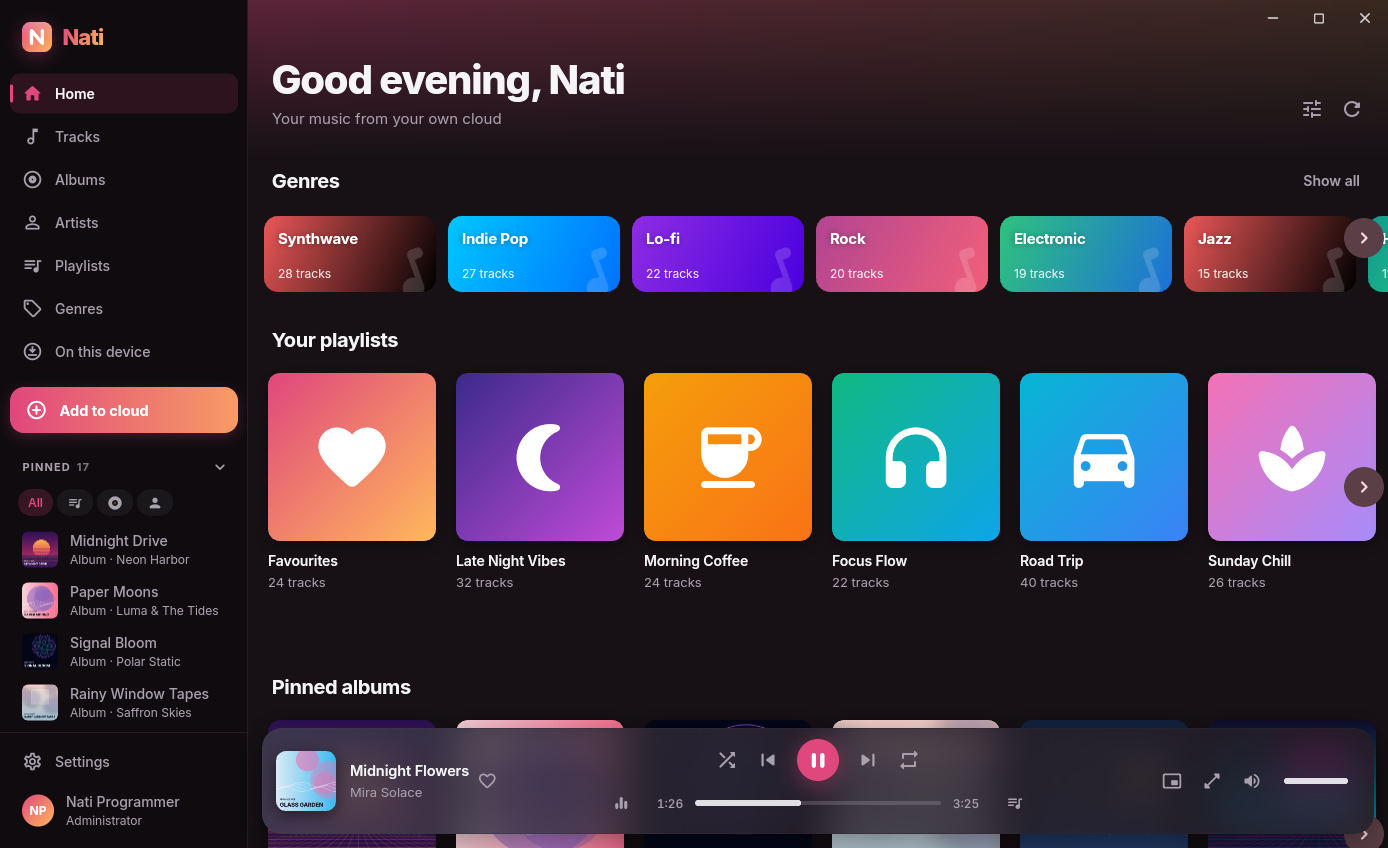 N Nati
Home
Tracks
Albums
Artists
Playlists
Genres
On this device
Add to cloud
PINNED 17
All
Midnight Drive
Album · Neon Harbor
Paper Moons
Album · Luma & The Tides
Signal Bloom
Album · Polar Static
Rainy Window Tapes
Album · Saffron Skies
Settings
NP
Nati Programmer
Administrator
Good evening, Nati
Your music from your own cloud
Genres
Show all
Synthwave
28 tracks
Indie Pop
27 tracks
Lo-fi
22 tracks
Rock
20 tracks
Electronic
19 tracks
Jazz
15 tracks
Your playlists
Favourites
24 tracks
Late Night Vibes
32 tracks
Morning Coffee
24 tracks
Focus Flow
22 tracks
Road Trip
40 tracks
Sunday Chill
26 tracks
Pinned albums
GLASS GARDEN
Midnight Flowers
Mira Solace
1:26
3:25